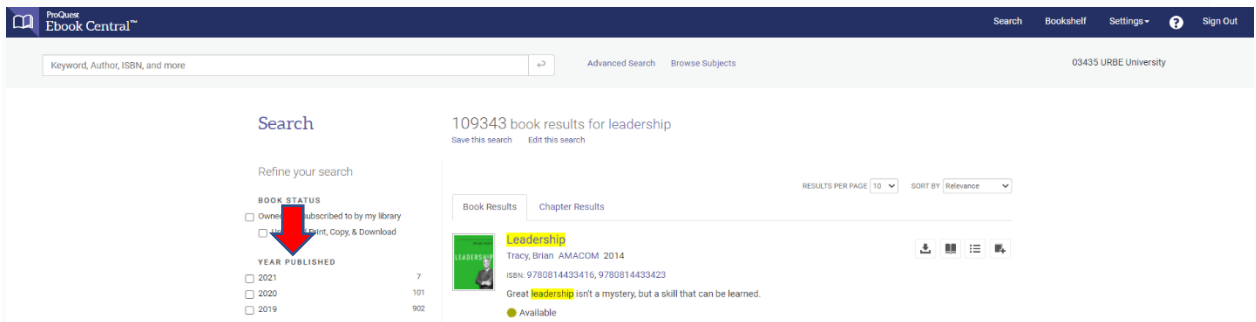 ProQuest
Ebook Central™
Search Bookshelf Settings ?  Sign Out
Keyword, Author, ISBN, and more
Advanced Search Browse Subjects
03435 URBE University
Search
109343 book results for leadership
Save this search Edit this search
Refine your search
RESULTS PER PAGE 10 SORT BY Relevance
BOOK STATUS
Book Results Chapter Results
subscribed to by my library
Print, Copy, & Download
Leadership
LEADERSHIP
Tracy, Brian AMACOM 2014
YEAR PUBLISHED
ISBN: 9780814433416, 9780814433423
2021 7
2020 101
Great leadership isn't a mystery, but a skill that can be learned.
2019 902
Available